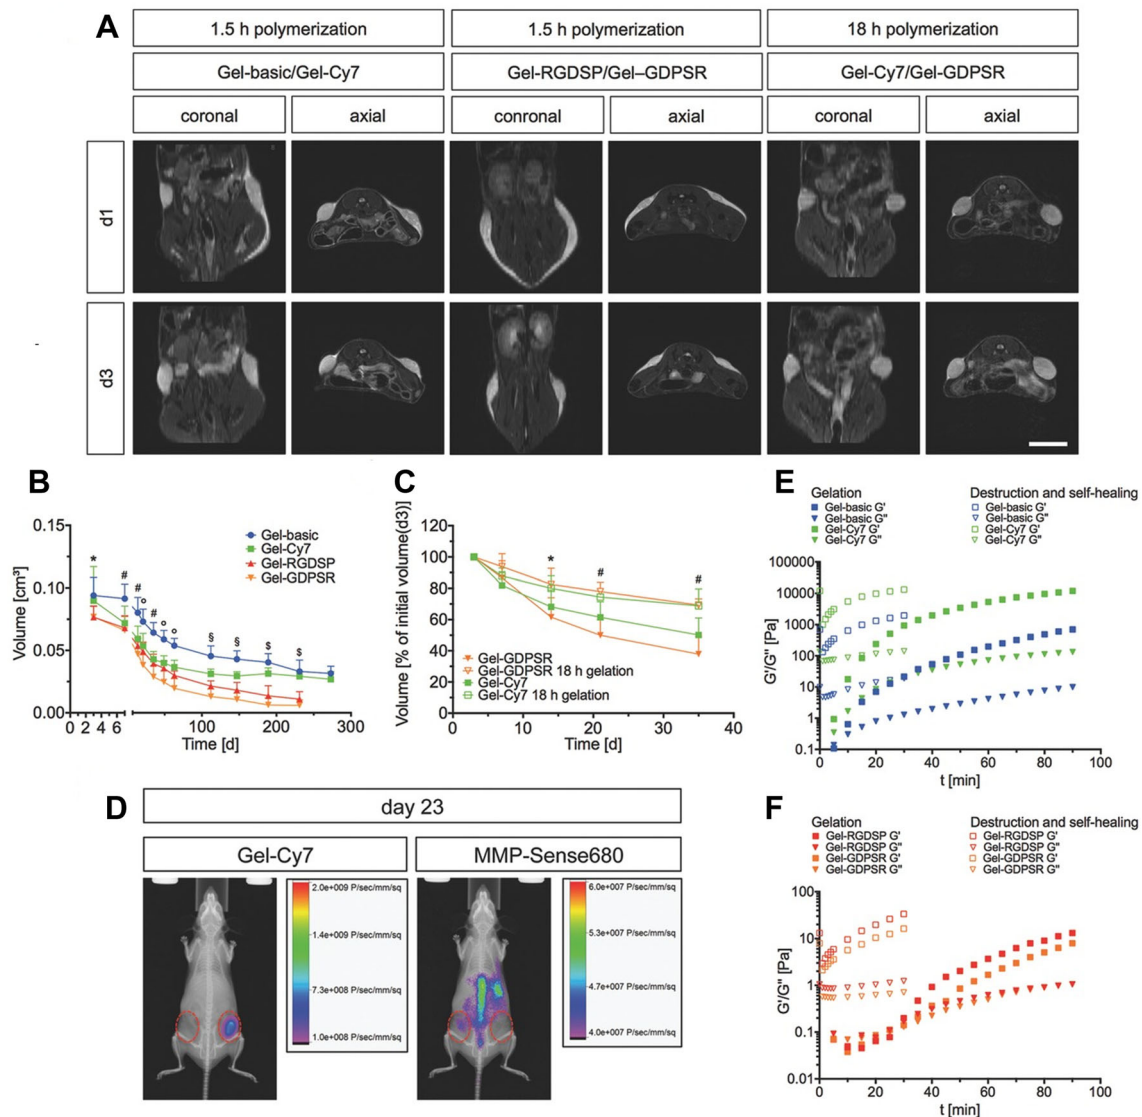 A
1.5 h polymerization 1.5 h polymerization 18 h polymerization
Gel-basic/Gel-Cy7 Gel-RGDSP/Gel–GDPSR Gel-Cy7/Gel-GDPSR
coronal axial conronal axial coronal axial
d1
d3
B
0.15
0.10
0.05
0.00
Volume [cm³]
Gel-basic
Gel-Cy7
Gel-RGDSP
Gel-GDPSR
* # # o # o o § § $ $
0 2 4 6 100 200 300
Time [d]
C
Volume [% of initial volume(d3)]
120
100
80
60
40
20
0
* # #
Gel-GDPSR
Gel-GDPSR 18 h gelation
Gel-Cy7
Gel-Cy7 18 h gelation
0 10 20 30 40
Time [d]
D
day 23
Gel-Cy7 MMP-Sense680
2.0e+009 P/sec/mm/sq
1.4e+009 P/sec/mm/sq
7.3e+008 P/sec/mm/sq
1.0e+008 P/sec/mm/sq
6.0e+007 P/sec/mm/sq
5.3e+007 P/sec/mm/sq
4.7e+007 P/sec/mm/sq
4.0e+007 P/sec/mm/sq
E
Gelation Destruction and self-healing
Gel-basic G' Gel-basic G'
Gel-basic G" Gel-basic G"
Gel-Cy7 G' Gel-Cy7 G'
Gel-Cy7 G" Gel-Cy7 G"
G'/G" [Pa]
100000
10000
1000
100
10
1
0.1
0 20 40 60 80 100
t [min]
F
Gelation Destruction and self-healing
Gel-RGDSP G' Gel-RGDSP G'
Gel-RGDSP G" Gel-RGDSP G"
Gel-GDPSR G' Gel-GDPSR G'
Gel-GDPSR G" Gel-GDPSR G"
G'/G" [Pa]
100
10
1
0.1
0.01
0 20 40 60 80 100
t [min]